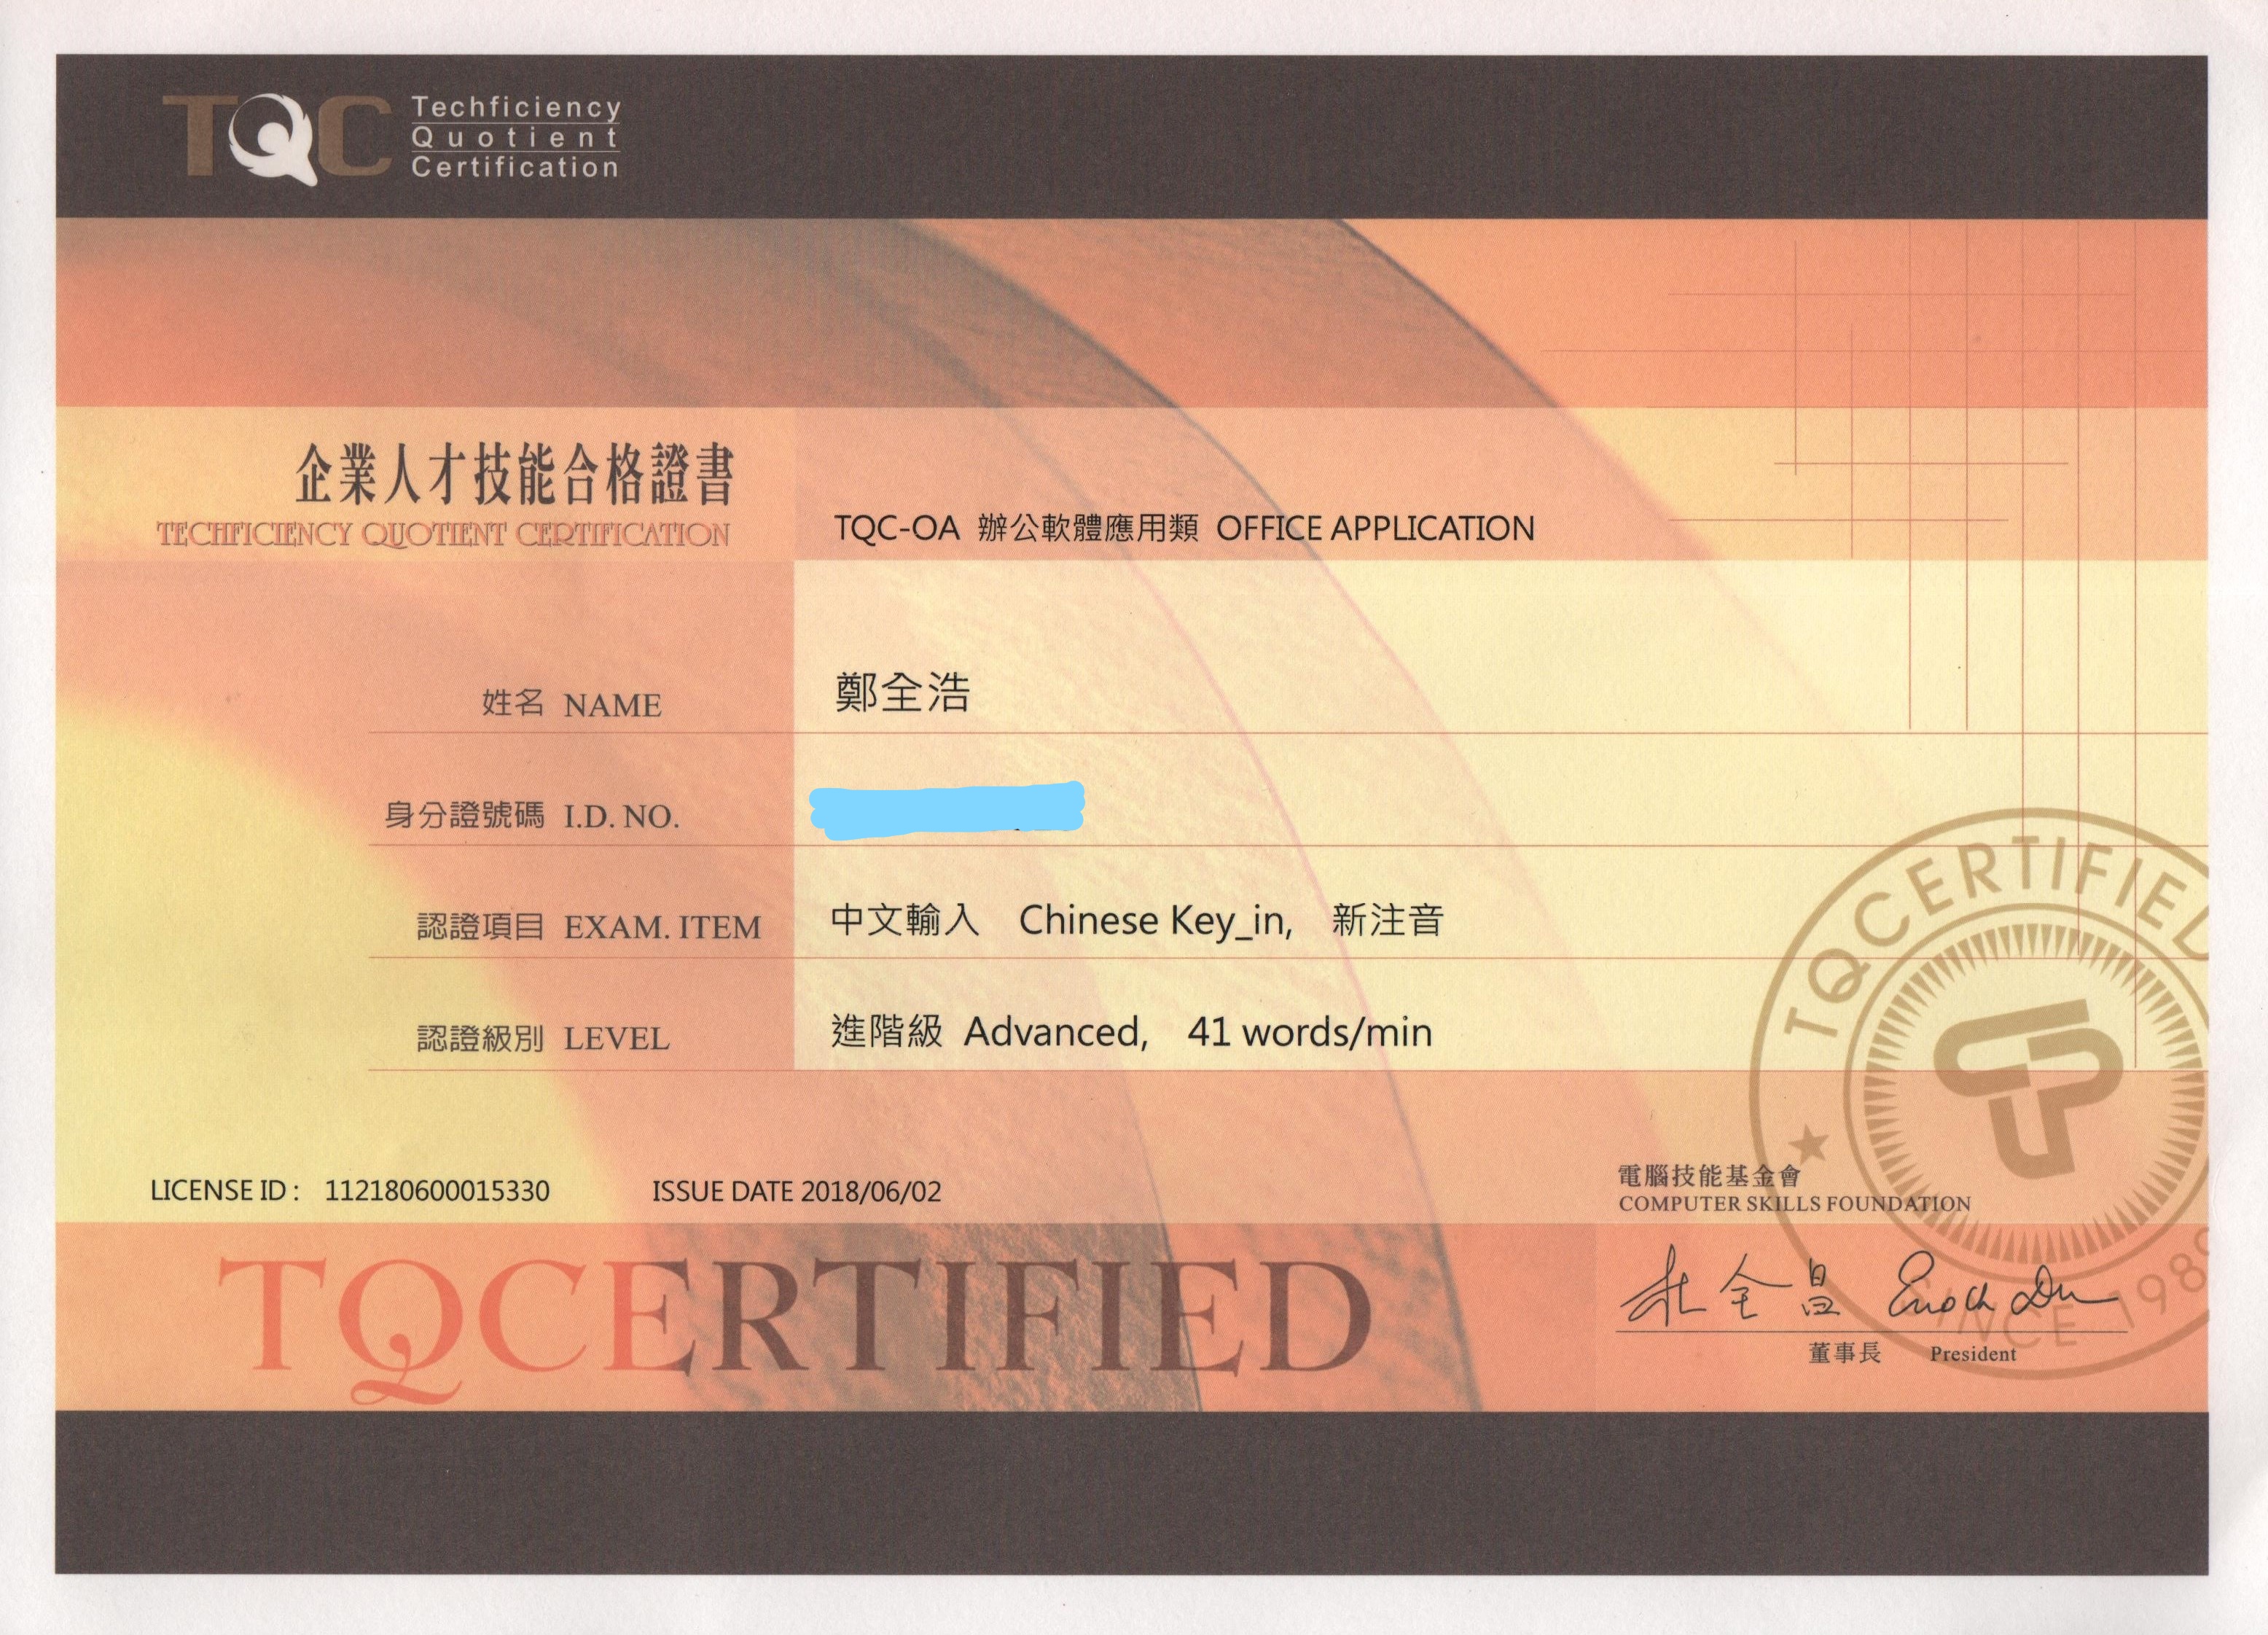 TQC
Techficiency
Quotient
Certification
企業人才技能合格證書
TECHFICIENCY QUOTIENT CERTIFICATION
TQC-OA 辦公軟體應用類 OFFICE APPLICATION
姓名 NAME 鄭全浩
身分證號碼 I.D. NO.
認證項目 EXAM. ITEM 中文輸入 Chinese Key_in, 新注音
認證級別 LEVEL 進階級 Advanced, 41 words/min
TQCERTIFIED
LICENSE ID : 112180600015330 ISSUE DATE 2018/06/02
電腦技能基金會
COMPUTER SKILLS FOUNDATION
SINCE 1989
TQCERTIFIED
杜全昌 Enoch Du
董事長 President